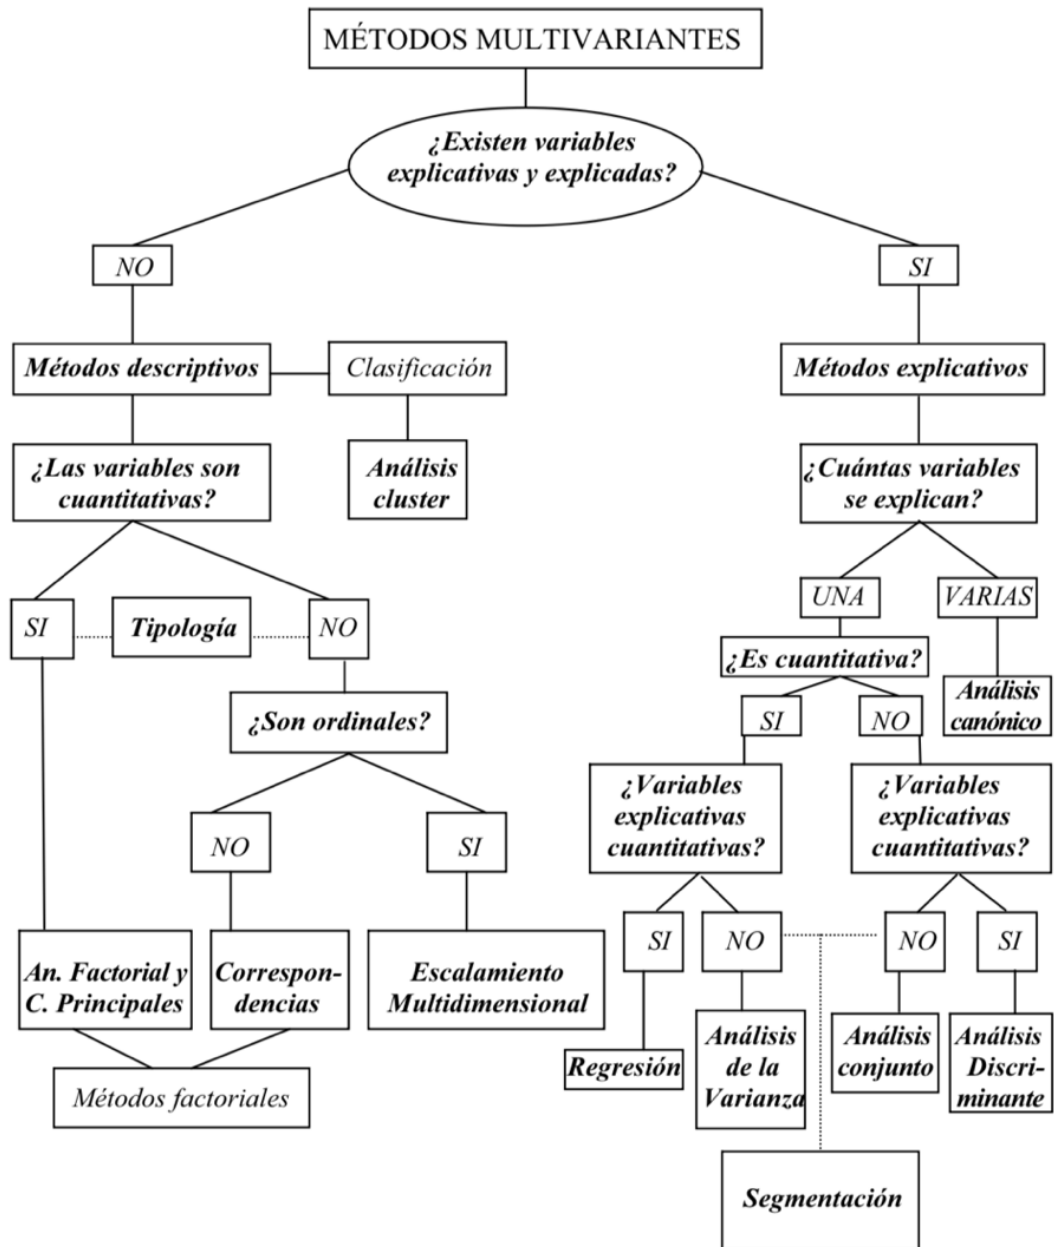 MÉTODOS MULTIVARIANTES
¿Existen variables
explicativas y explicadas?
NO
SI
Métodos descriptivos
Clasificación
Métodos explicativos
¿Las variables son
cuantitativas?
Análisis
cluster
¿Cuántas variables
se explican?
SI
Tipología
NO
UNA
VARIAS
¿Es cuantitativa?
Análisis
canónico
¿Son ordinales?
SI
NO
¿Variables
explicativas
cuantitativas?
¿Variables
explicativas
cuantitativas?
NO
SI
SI
NO
NO
SI
An. Factorial y
C. Principales
Correspon-
dencias
Escalamiento
Multidimensional
Regresión
Análisis
de la
Varianza
Análisis
conjunto
Análisis
Discri-
minante
Métodos factoriales
Segmentación